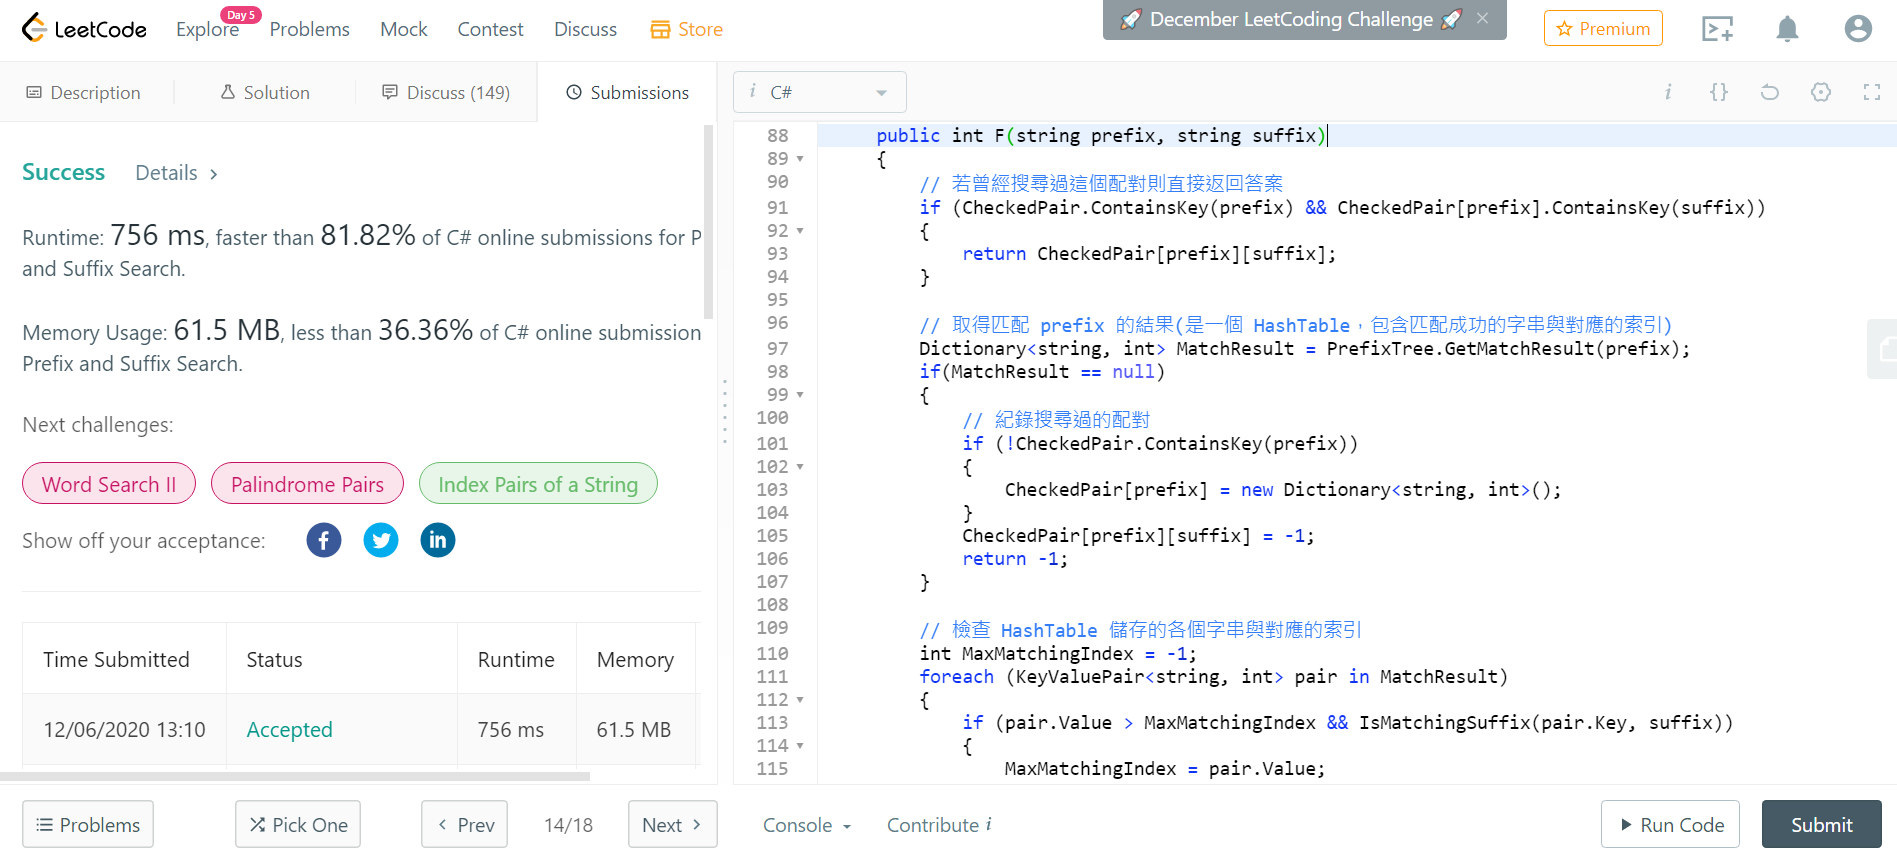 LeetCode Explore Day 5 Problems Mock Contest Discuss Store 🚀 December LeetCoding Challenge 🚀 × Premium
Description Solution Discuss (149) Submissions
Success Details >
Runtime: 756 ms, faster than 81.82% of C# online submissions for P
and Suffix Search.
Memory Usage: 61.5 MB, less than 36.36% of C# online submission
Prefix and Suffix Search.
Next challenges:
Word Search II Palindrome Pairs Index Pairs of a String
Show off your acceptance:
Time Submitted Status Runtime Memory
12/06/2020 13:10 Accepted 756 ms 61.5 MB
i C#
i {}
88 public int F(string prefix, string suffix)
89 {
90 // 若曾經搜尋過這個配對則直接返回答案
91 if (CheckedPair.ContainsKey(prefix) && CheckedPair[prefix].ContainsKey(suffix))
92 {
93 return CheckedPair[prefix][suffix];
94 }
95
96 // 取得匹配 prefix 的結果(是一個 HashTable，包含匹配成功的字串與對應的索引)
97 Dictionary<string, int> MatchResult = PrefixTree.GetMatchResult(prefix);
98 if(MatchResult == null)
99 {
100 // 紀錄搜尋過的配對
101 if (!CheckedPair.ContainsKey(prefix))
102 {
103 CheckedPair[prefix] = new Dictionary<string, int>();
104 }
105 CheckedPair[prefix][suffix] = -1;
106 return -1;
107 }
108
109 // 檢查 HashTable 儲存的各個字串與對應的索引
110 int MaxMatchingIndex = -1;
111 foreach (KeyValuePair<string, int> pair in MatchResult)
112 {
113 if (pair.Value > MaxMatchingIndex && IsMatchingSuffix(pair.Key, suffix))
114 {
115 MaxMatchingIndex = pair.Value;
Problems Pick One < Prev 14/18 Next > Console Contribute i Run Code Submit